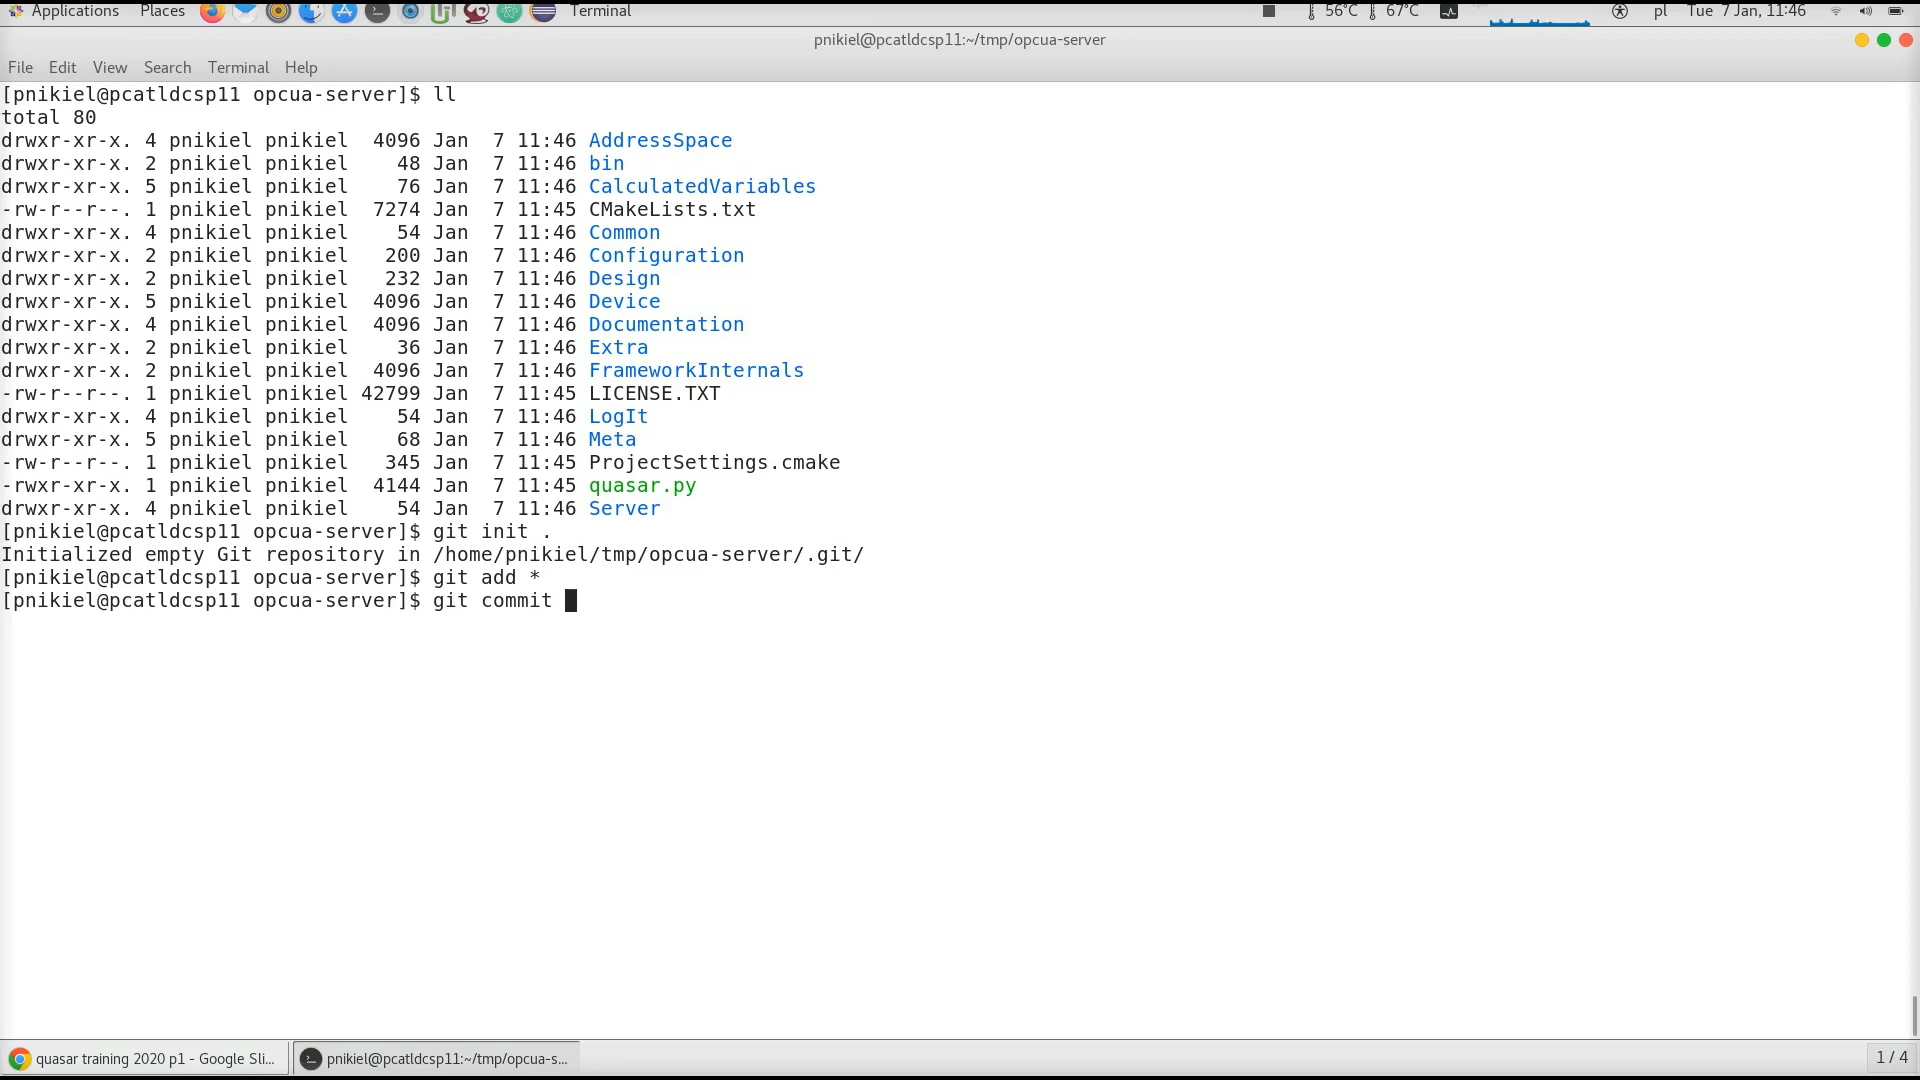 Applications Places Terminal 56°C 67°C pl Tue 7 Jan, 11:46
pnikiel@pcatldcsp11:~/tmp/opcua-server
File Edit View Search Terminal Help
[pnikiel@pcatldcsp11 opcua-server]$ ll
total 80
drwxr-xr-x. 4 pnikiel pnikiel  4096 Jan  7 11:46 AddressSpace
drwxr-xr-x. 2 pnikiel pnikiel    48 Jan  7 11:46 bin
drwxr-xr-x. 5 pnikiel pnikiel    76 Jan  7 11:46 CalculatedVariables
-rw-r--r--. 1 pnikiel pnikiel  7274 Jan  7 11:45 CMakeLists.txt
drwxr-xr-x. 4 pnikiel pnikiel    54 Jan  7 11:46 Common
drwxr-xr-x. 2 pnikiel pnikiel   200 Jan  7 11:46 Configuration
drwxr-xr-x. 2 pnikiel pnikiel   232 Jan  7 11:46 Design
drwxr-xr-x. 5 pnikiel pnikiel  4096 Jan  7 11:46 Device
drwxr-xr-x. 4 pnikiel pnikiel  4096 Jan  7 11:46 Documentation
drwxr-xr-x. 2 pnikiel pnikiel    36 Jan  7 11:46 Extra
drwxr-xr-x. 2 pnikiel pnikiel  4096 Jan  7 11:46 FrameworkInternals
-rw-r--r--. 1 pnikiel pnikiel 42799 Jan  7 11:45 LICENSE.TXT
drwxr-xr-x. 4 pnikiel pnikiel    54 Jan  7 11:46 LogIt
drwxr-xr-x. 5 pnikiel pnikiel    68 Jan  7 11:46 Meta
-rw-r--r--. 1 pnikiel pnikiel   345 Jan  7 11:45 ProjectSettings.cmake
-rwxr-xr-x. 1 pnikiel pnikiel  4144 Jan  7 11:45 quasar.py
drwxr-xr-x. 4 pnikiel pnikiel    54 Jan  7 11:46 Server
[pnikiel@pcatldcsp11 opcua-server]$ git init .
Initialized empty Git repository in /home/pnikiel/tmp/opcua-server/.git/
[pnikiel@pcatldcsp11 opcua-server]$ git add *
[pnikiel@pcatldcsp11 opcua-server]$ git commit
quasar training 2020 p1 - Google Sli... pnikiel@pcatldcsp11:~/tmp/opcua-s... 1 / 4